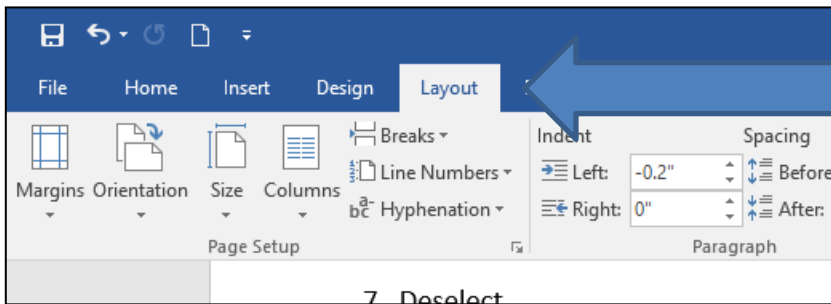 File Home Insert Design Layout
Breaks Indent Spacing
Line Numbers Left: -0.2" Before
Margins Orientation Size Columns
Hyphenation Right: 0" After:
Page Setup Paragraph
7. Deselect